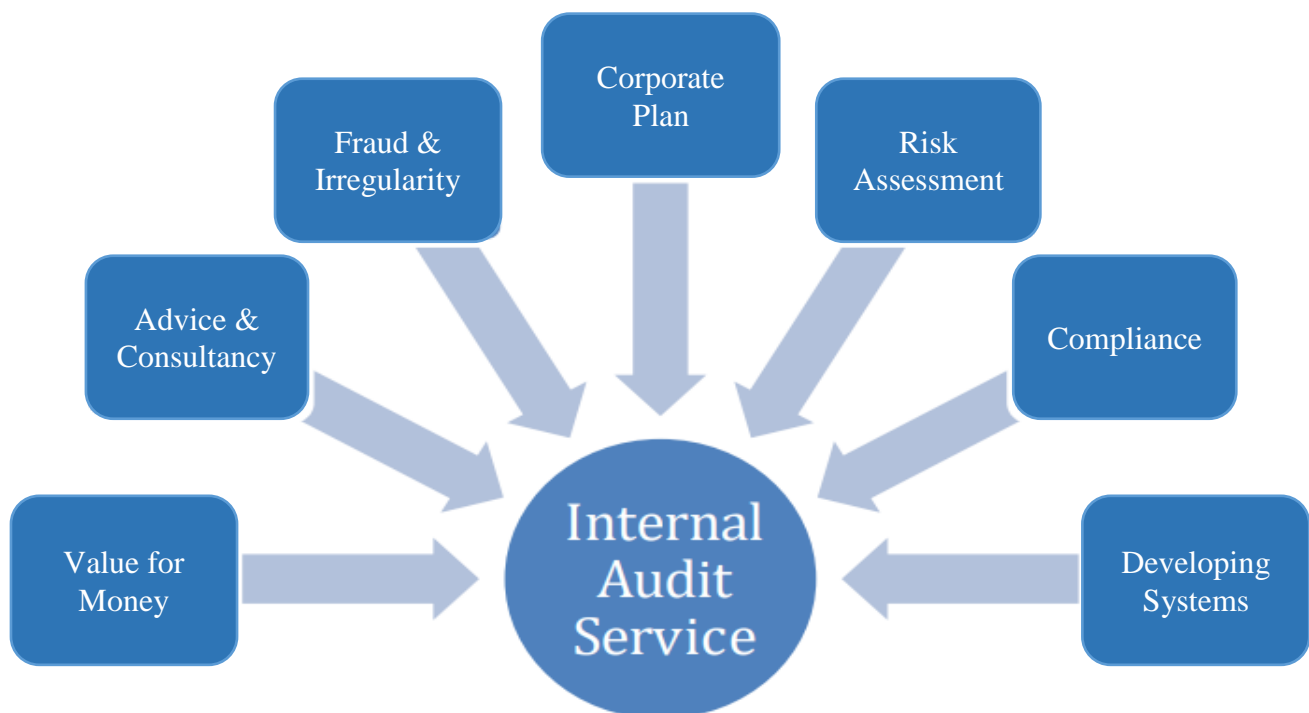 Corporate
Plan
Fraud &
Irregularity
Risk
Assessment
Advice &
Consultancy
Compliance
Value for
Money
Internal
Audit
Service
Developing
Systems